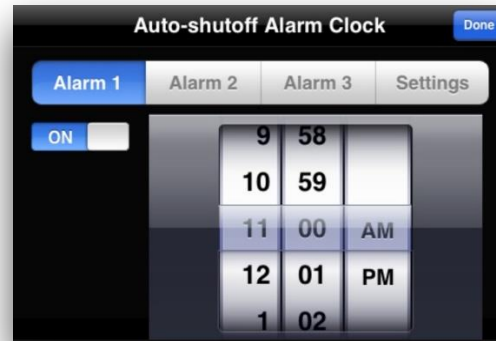 Auto-shutoff Alarm Clock Done
Alarm 1 Alarm 2 Alarm 3 Settings
ON 9 58
10 59
11 00 AM
12 01 PM
1 02